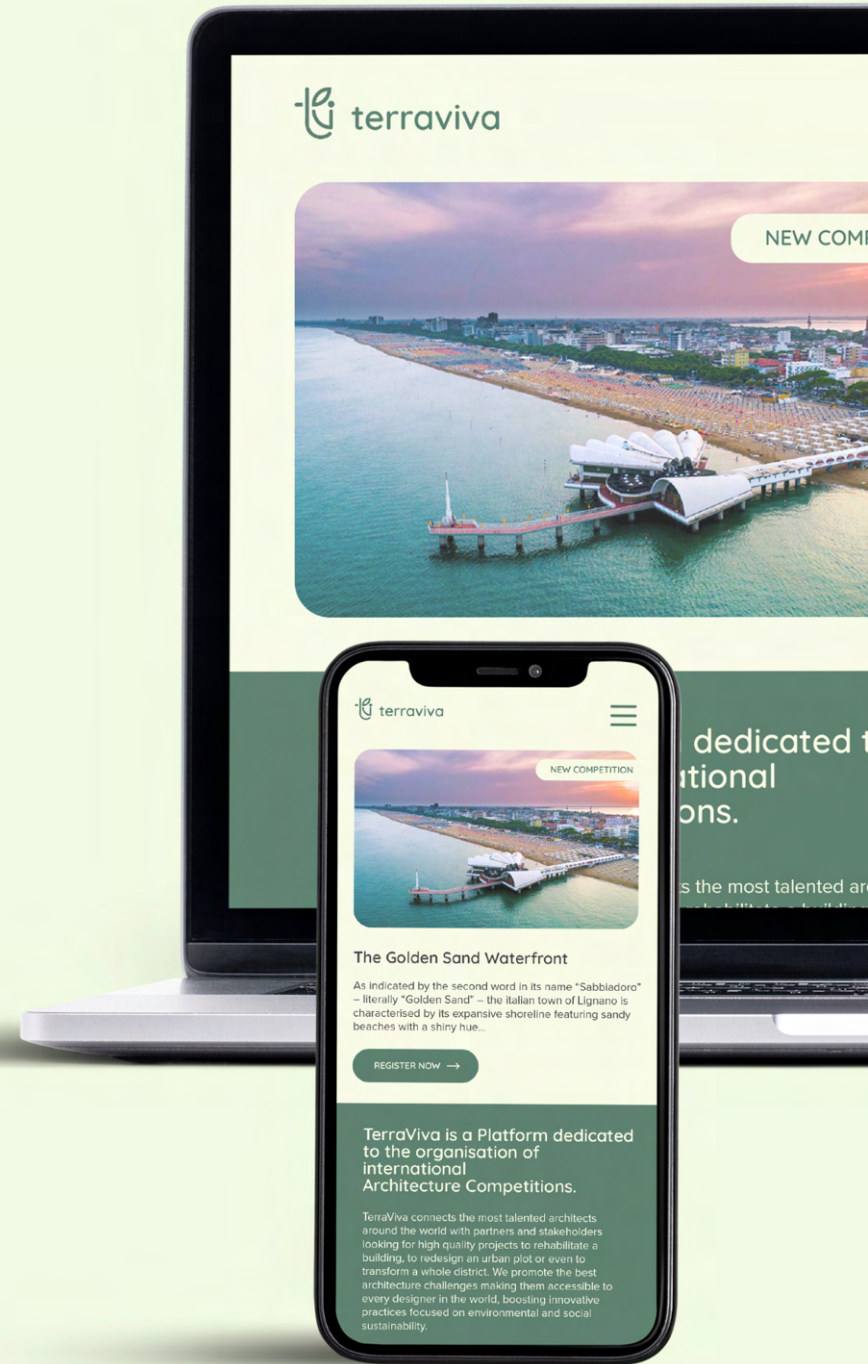 terraviva
NEW COMP
dedicated t
ational
ons.
s the most talented arc
terraviva
NEW COMPETITION
The Golden Sand Waterfront
As indicated by the second word in its name “Sabbiadoro”
– literally “Golden Sand” – the italian town of Lignano is
characterised by its expansive shoreline featuring sandy
beaches with a shiny hue...
REGISTER NOW →
TerraViva is a Platform dedicated
to the organisation of
international
Architecture Competitions.
TerraViva connects the most talented architects
around the world with partners and stakeholders
looking for high quality projects to rehabilitate a
building, to redesign an urban plot or even to
transform a whole district. We promote the best
architecture challenges making them accessible to
every designer in the world, boosting innovative
practices focused on environmental and social
sustainability.